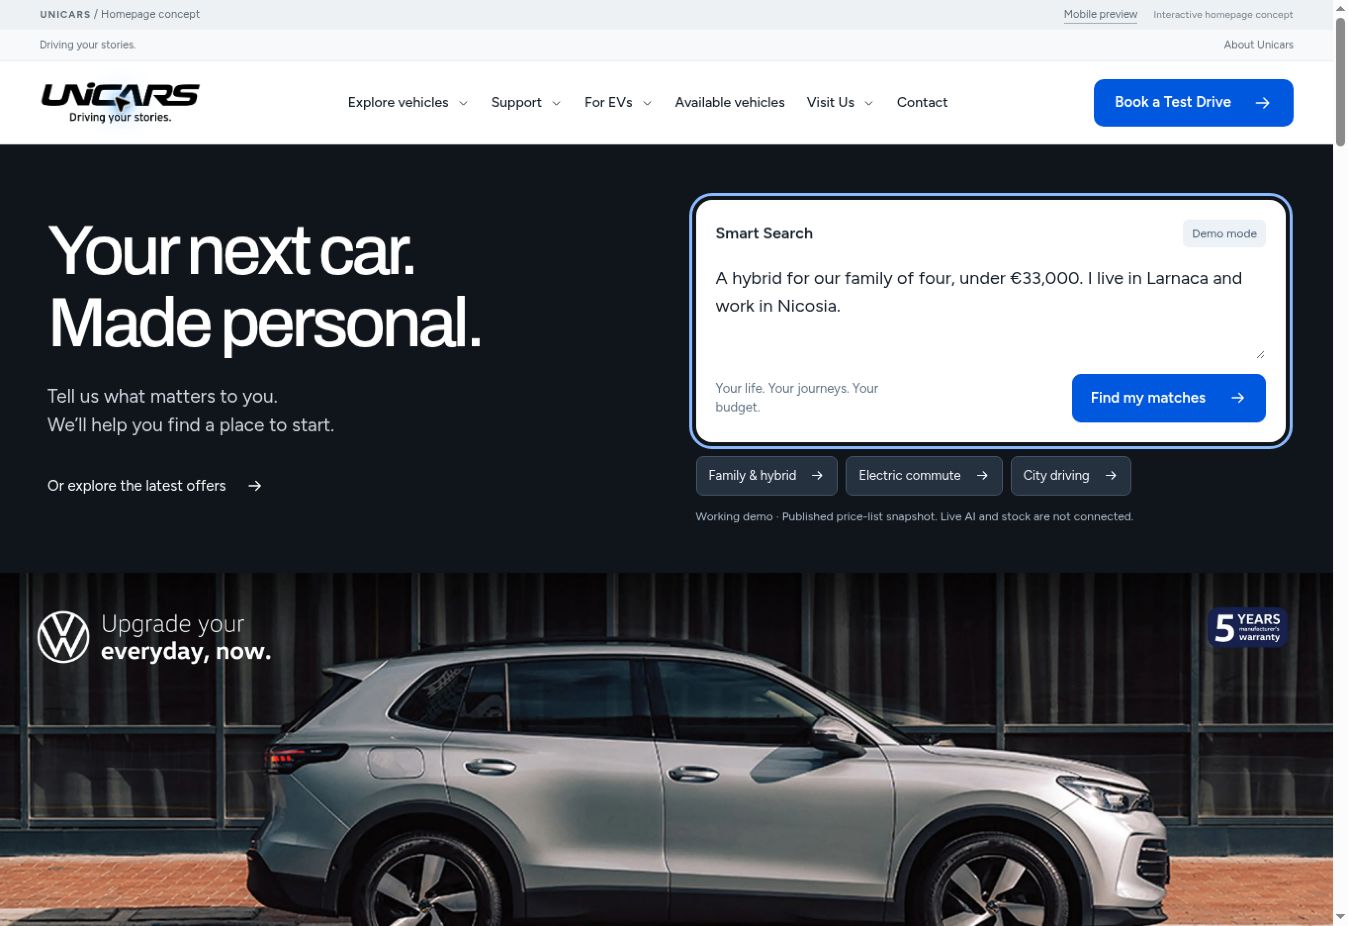 UNICARS / Homepage concept
Mobile preview
Interactive homepage concept
Driving your stories.
About Unicars
UNiCARS
Driving your stories.
Explore vehicles
Support
For EVs
Available vehicles
Visit Us
Contact
Book a Test Drive
Your next car.
Made personal.
Tell us what matters to you.
We’ll help you find a place to start.
Or explore the latest offers
Smart Search
Demo mode
A hybrid for our family of four, under €33,000. I live in Larnaca and
work in Nicosia.
Your life. Your journeys. Your
budget.
Find my matches
Family & hybrid
Electric commute
City driving
Working demo · Published price-list snapshot. Live AI and stock are not connected.
Upgrade your
everyday, now.
5 YEARS
manufacturer's
warranty